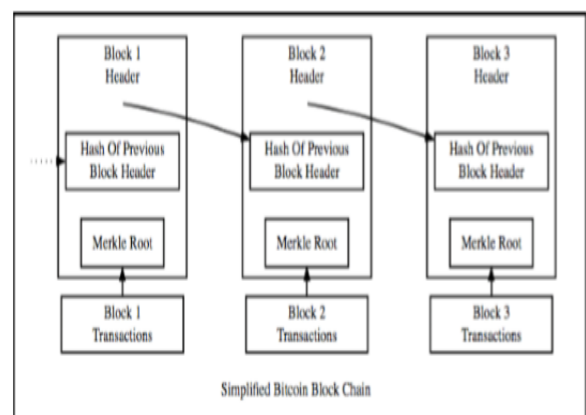 Block 1
Header
Block 2
Header
Block 3
Header
Hash Of Previous
Block Header
Hash Of Previous
Block Header
Hash Of Previous
Block Header
Merkle Root
Merkle Root
Merkle Root
Block 1
Transactions
Block 2
Transactions
Block 3
Transactions
Simplified Bitcoin Block Chain